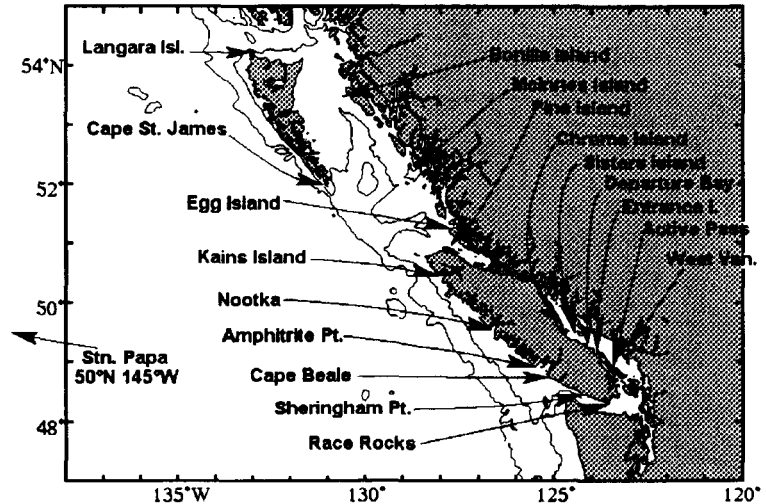 Langara Isl.
54°N
Bonilla Island
McInnes Island
Pine Island
Cape St. James
Chrome Island
Sisters Island
52°
Departure Bay
Egg Island
Entrance I.
Active Pass
Kains Island
West Van.
50°
Nootka
Amphitrite Pt.
Stn. Papa
50°N 145°W
Cape Beale
Sheringham Pt.
48°
Race Rocks
135°W
130°
125°
120°